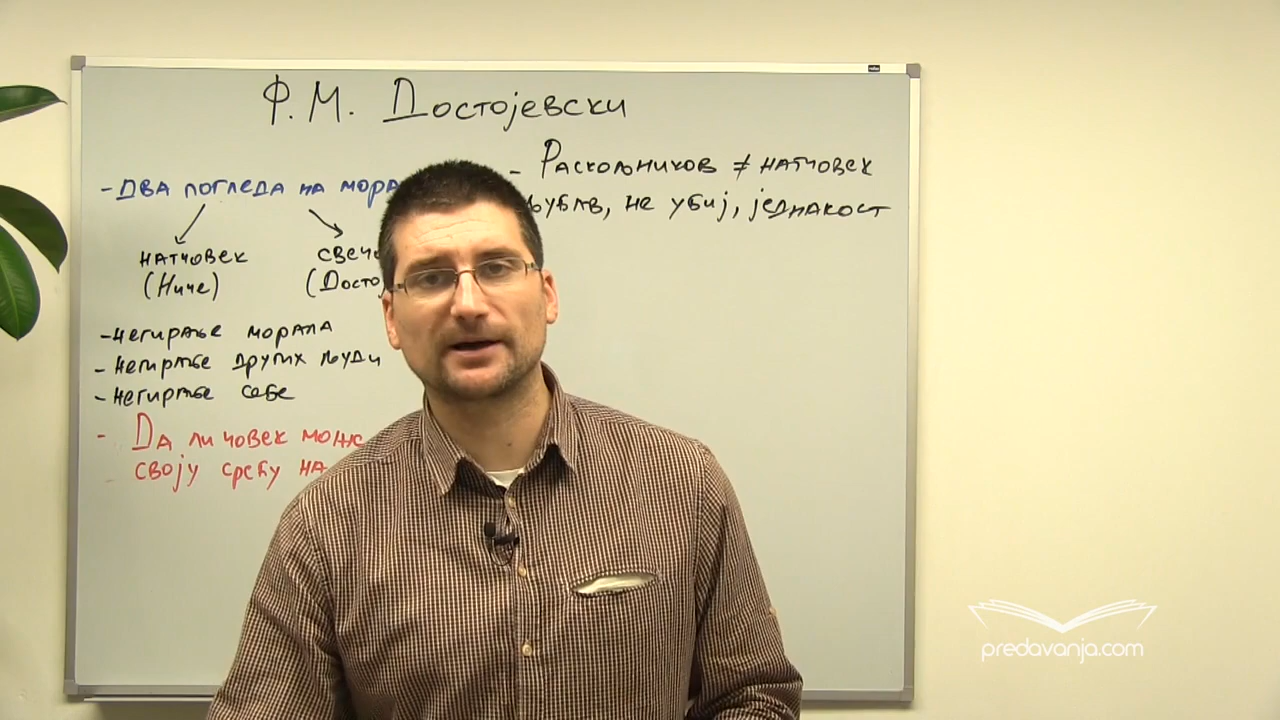 Ф. М. Достојевски
- два погледа на мора
натчовек
(Ниче)
свечо
(Досто
- негирање морала
- негирање других људи
- негирање себе
- Да ли човек може
своју срећу на
- Раскољников ≠ натчовек
љубав, не убиј, једнакост
predavanja.com